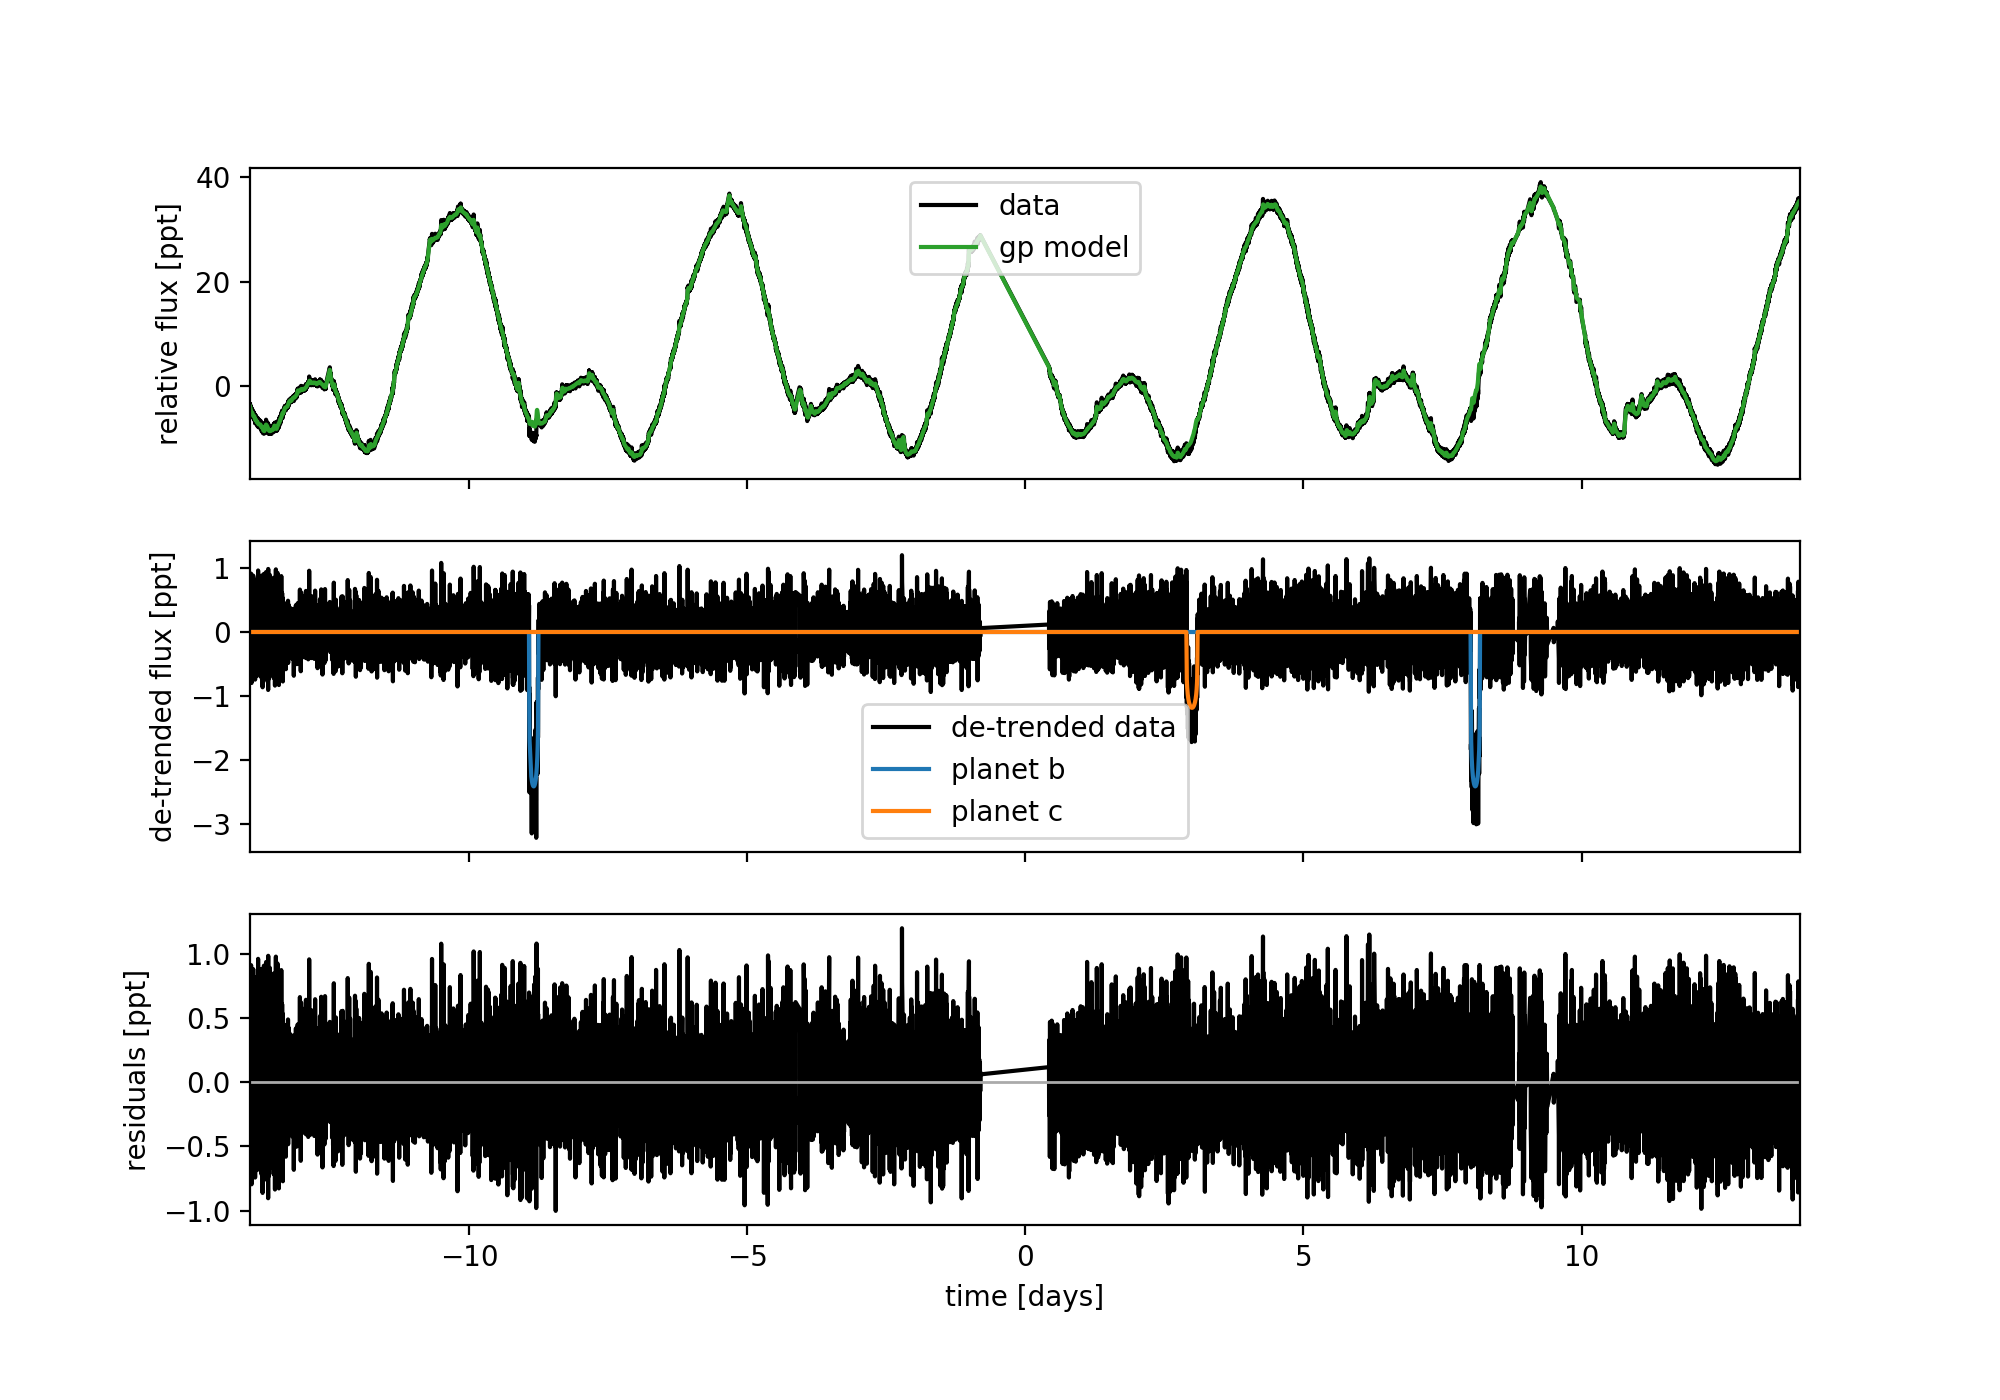 relative flux [ppt]
40
20
0
data
gp model
de-trended flux [ppt]
1
0
−1
−2
−3
de-trended data
planet b
planet c
residuals [ppt]
1.0
0.5
0.0
−0.5
−1.0
−10
−5
0
5
10
time [days]